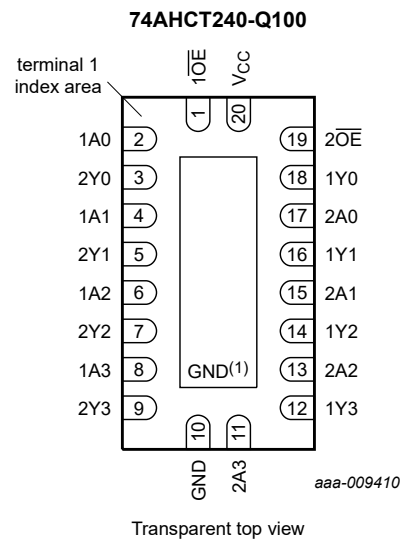 74AHCT240-Q100
terminal 1
index area
1O̅E̅
VCC
1
20
1A0 2
19 2O̅E̅
2Y0 3
18 1Y0
1A1 4
17 2A0
2Y1 5
16 1Y1
1A2 6
15 2A1
2Y2 7
14 1Y2
1A3 8
GND(1)
13 2A2
2Y3 9
12 1Y3
10
11
GND
2A3
aaa-009410
Transparent top view